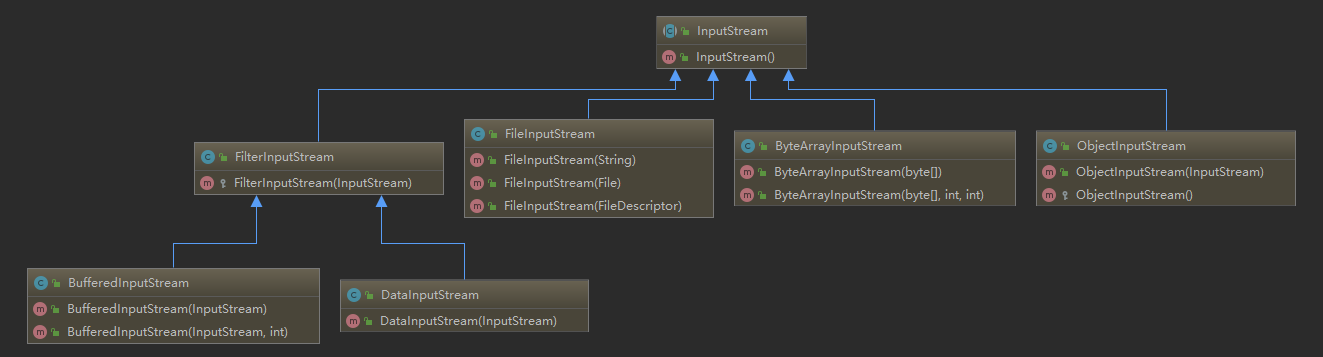 InputStream
InputStream()
FilterInputStream
FilterInputStream(InputStream)
FileInputStream
FileInputStream(String)
FileInputStream(File)
FileInputStream(FileDescriptor)
ByteArrayInputStream
ByteArrayInputStream(byte[])
ByteArrayInputStream(byte[], int, int)
ObjectInputStream
ObjectInputStream(InputStream)
ObjectInputStream()
BufferedInputStream
BufferedInputStream(InputStream)
BufferedInputStream(InputStream, int)
DataInputStream
DataInputStream(InputStream)